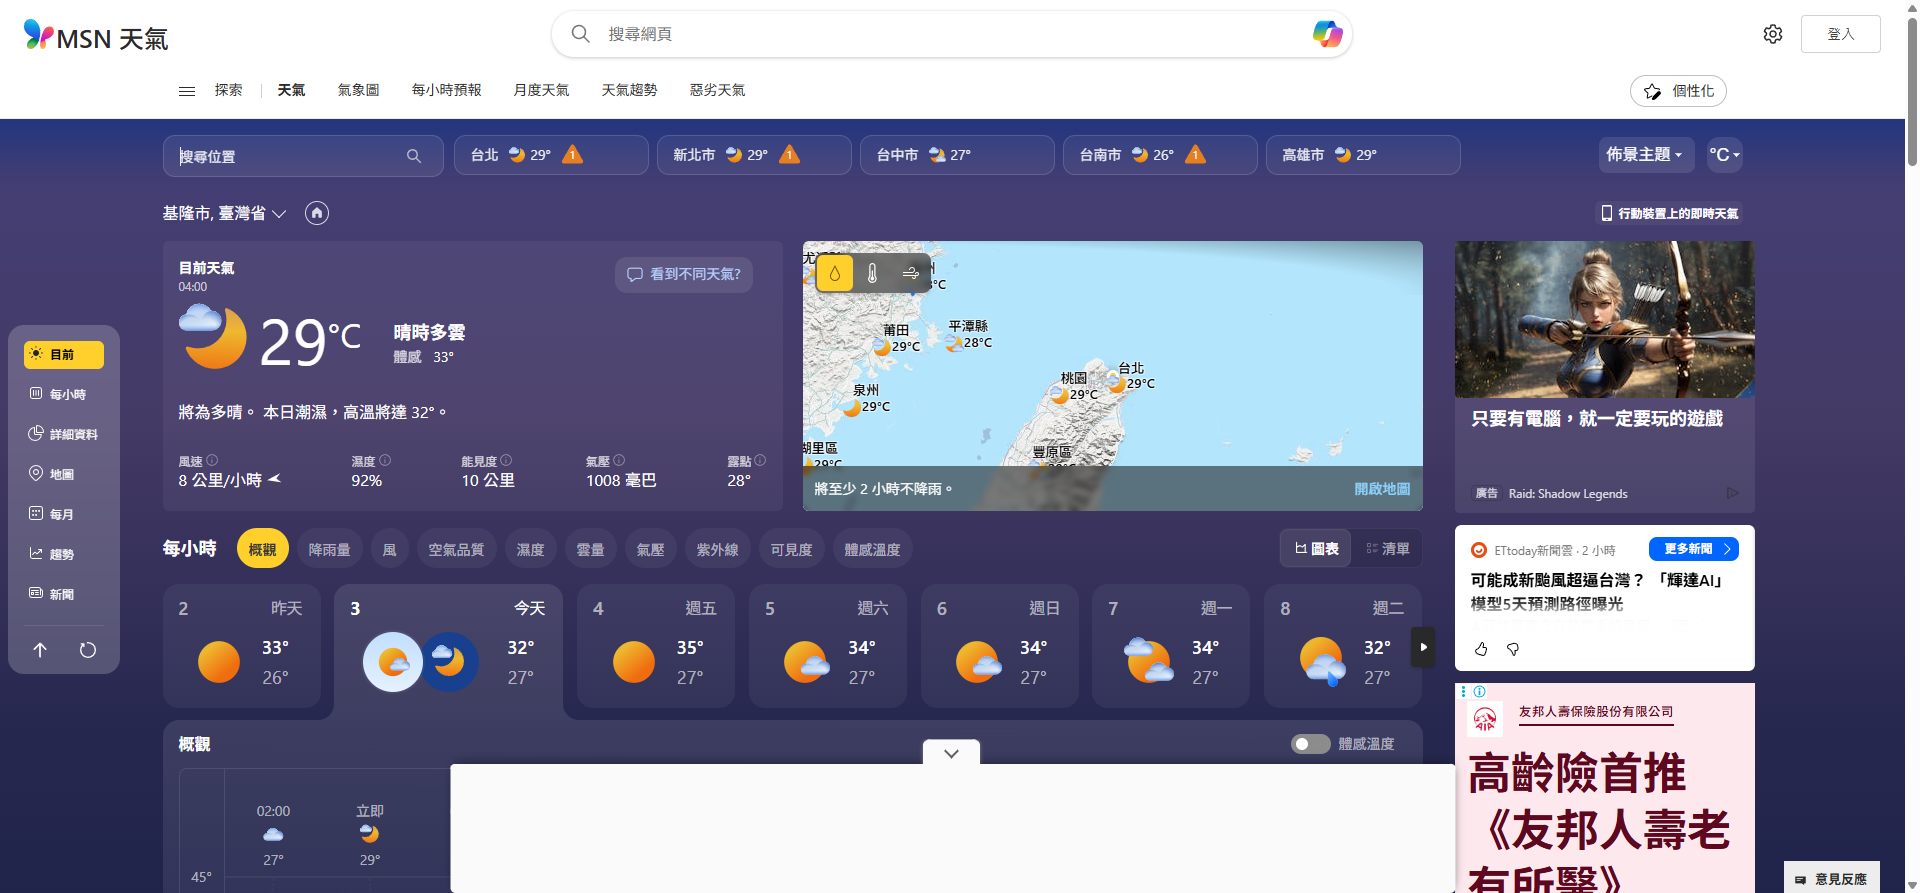 MSN 天氣
搜尋網頁
登入
探索
天氣
氣象圖
每小時預報
月度天氣
天氣趨勢
惡劣天氣
個性化
搜尋位置
台北 29°
新北市 29°
台中市 27°
台南市 26°
高雄市 29°
佈景主題
°C
基隆市, 臺灣省
行動裝置上的即時天氣
目前
每小時
詳細資料
地圖
每月
趨勢
新聞
目前天氣
04:00
看到不同天氣?
29°C
晴時多雲
體感 33°
將為多晴。 本日潮濕，高溫將達 32°。
風速
8 公里/小時
濕度
92%
能見度
10 公里
氣壓
1008 毫巴
露點
28°
莆田
29°C
平潭縣
28°C
泉州
29°C
桃園
29°C
台北
29°C
湖里區
29°C
豐原區
將至少 2 小時不降雨。
開啟地圖
只要有電腦，就一定要玩的遊戲
廣告 Raid: Shadow Legends
ETtoday新聞雲 · 2 小時
更多新聞
可能成新颱風超逼台灣？ 「輝達AI」
模型5天預測路徑曝光
每小時
概觀
降雨量
風
空氣品質
濕度
雲量
氣壓
紫外線
可見度
體感溫度
圖表
清單
2 昨天
33°
26°
3 今天
32°
27°
4 週五
35°
27°
5 週六
34°
27°
6 週日
34°
27°
7 週一
34°
27°
8 週二
32°
27°
概觀
體感溫度
02:00
27°
立即
29°
45°
友邦人壽保險股份有限公司
AIA
高齡險首推
《友邦人壽老
有所醫》
意見反應